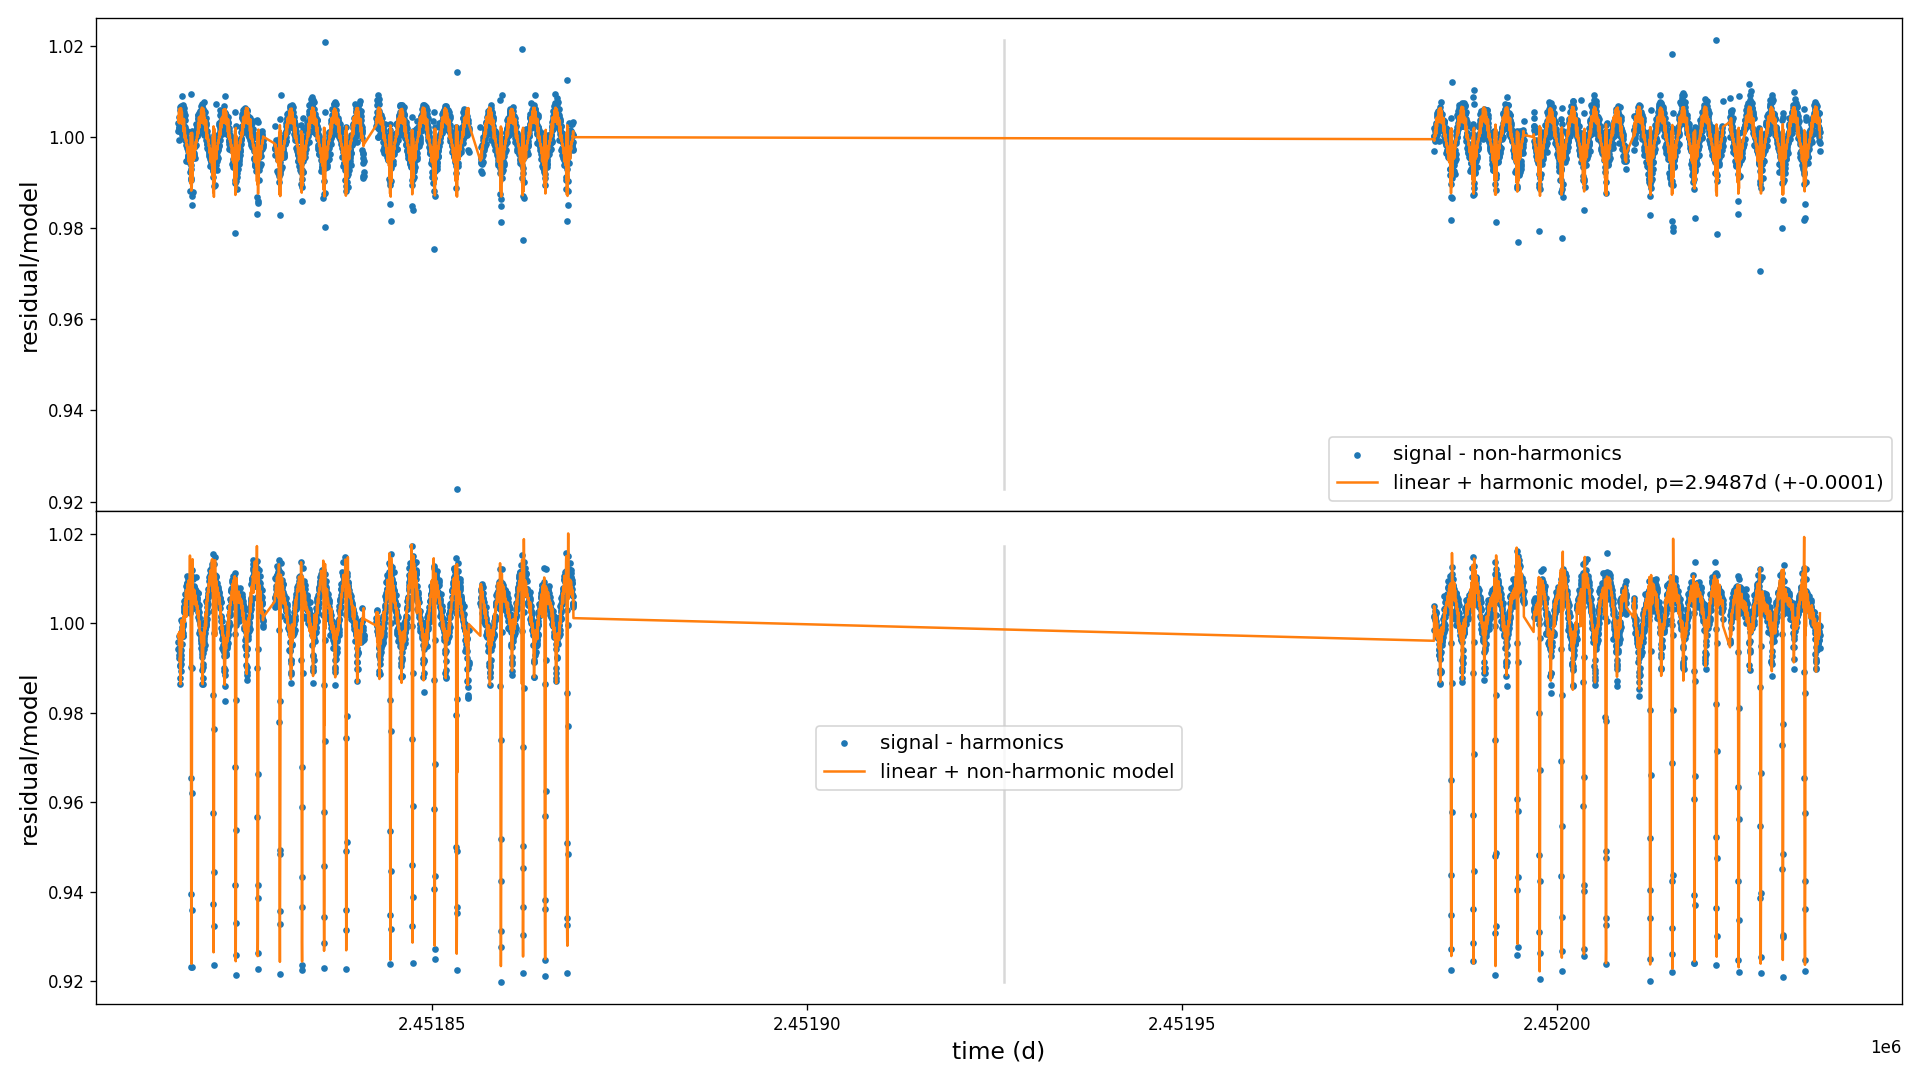 1.02
1.00
0.98
0.96
0.94
0.92
residual/model
signal - non-harmonics
linear + harmonic model, p=2.9487d (+-0.0001)
1.02
1.00
0.98
0.96
0.94
0.92
residual/model
signal - harmonics
linear + non-harmonic model
2.45185
2.45190
2.45195
2.45200
1e6
time (d)